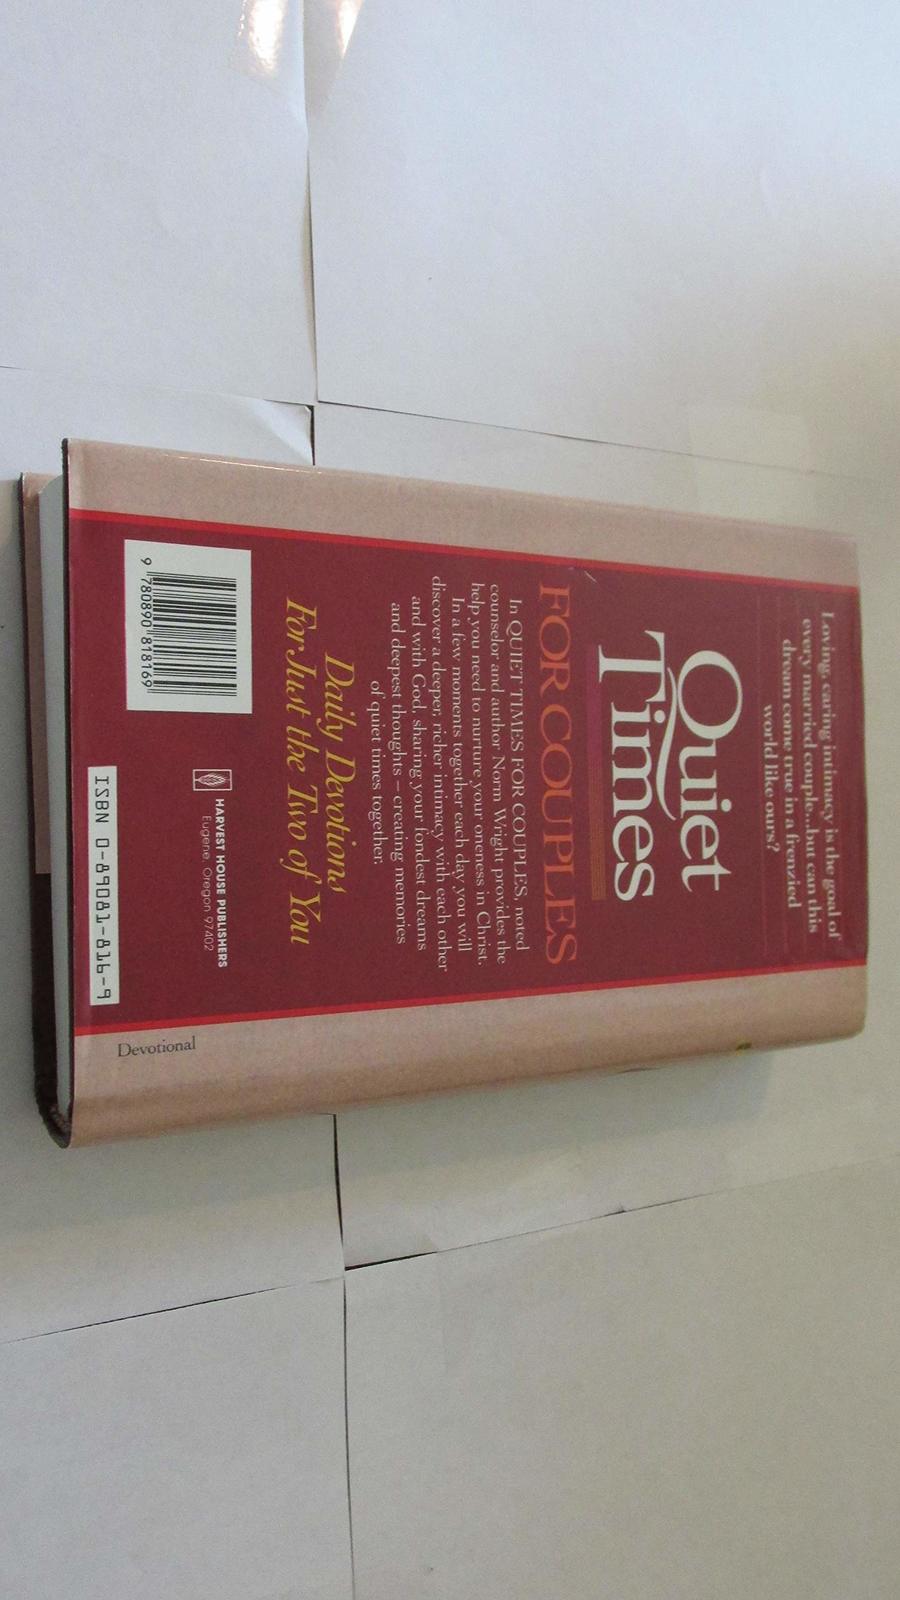 Loving, caring intimacy is the goal of
every married couple...but can this
dream come true in a frenzied
world like ours?
Quiet
Times
FOR COUPLES
In QUIET TIMES FOR COUPLES, noted
counselor and author Norm Wright provides the
help you need to nurture your oneness in Christ.
In a few moments together each day you will
discover a deeper, richer intimacy with each other
and with God, sharing your fondest dreams
and deepest thoughts – creating memories
of quiet times together.
Daily Devotions
For Just the Two of You
HARVEST HOUSE PUBLISHERS
Eugene, Oregon 97402
9 780890 818169
ISBN 0-89081-816-9
Devotional